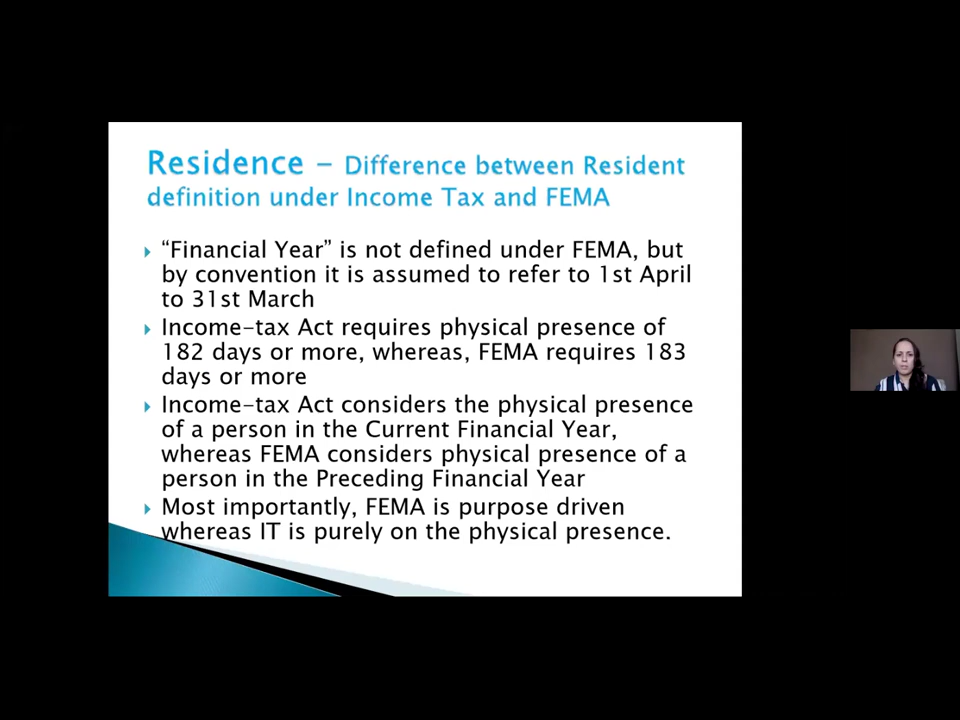 Residence – Difference between Resident
definition under Income Tax and FEMA
“Financial Year” is not defined under FEMA, but
by convention it is assumed to refer to 1st April
to 31st March
Income-tax Act requires physical presence of
182 days or more, whereas, FEMA requires 183
days or more
Income-tax Act considers the physical presence
of a person in the Current Financial Year,
whereas FEMA considers physical presence of a
person in the Preceding Financial Year
Most importantly, FEMA is purpose driven
whereas IT is purely on the physical presence.